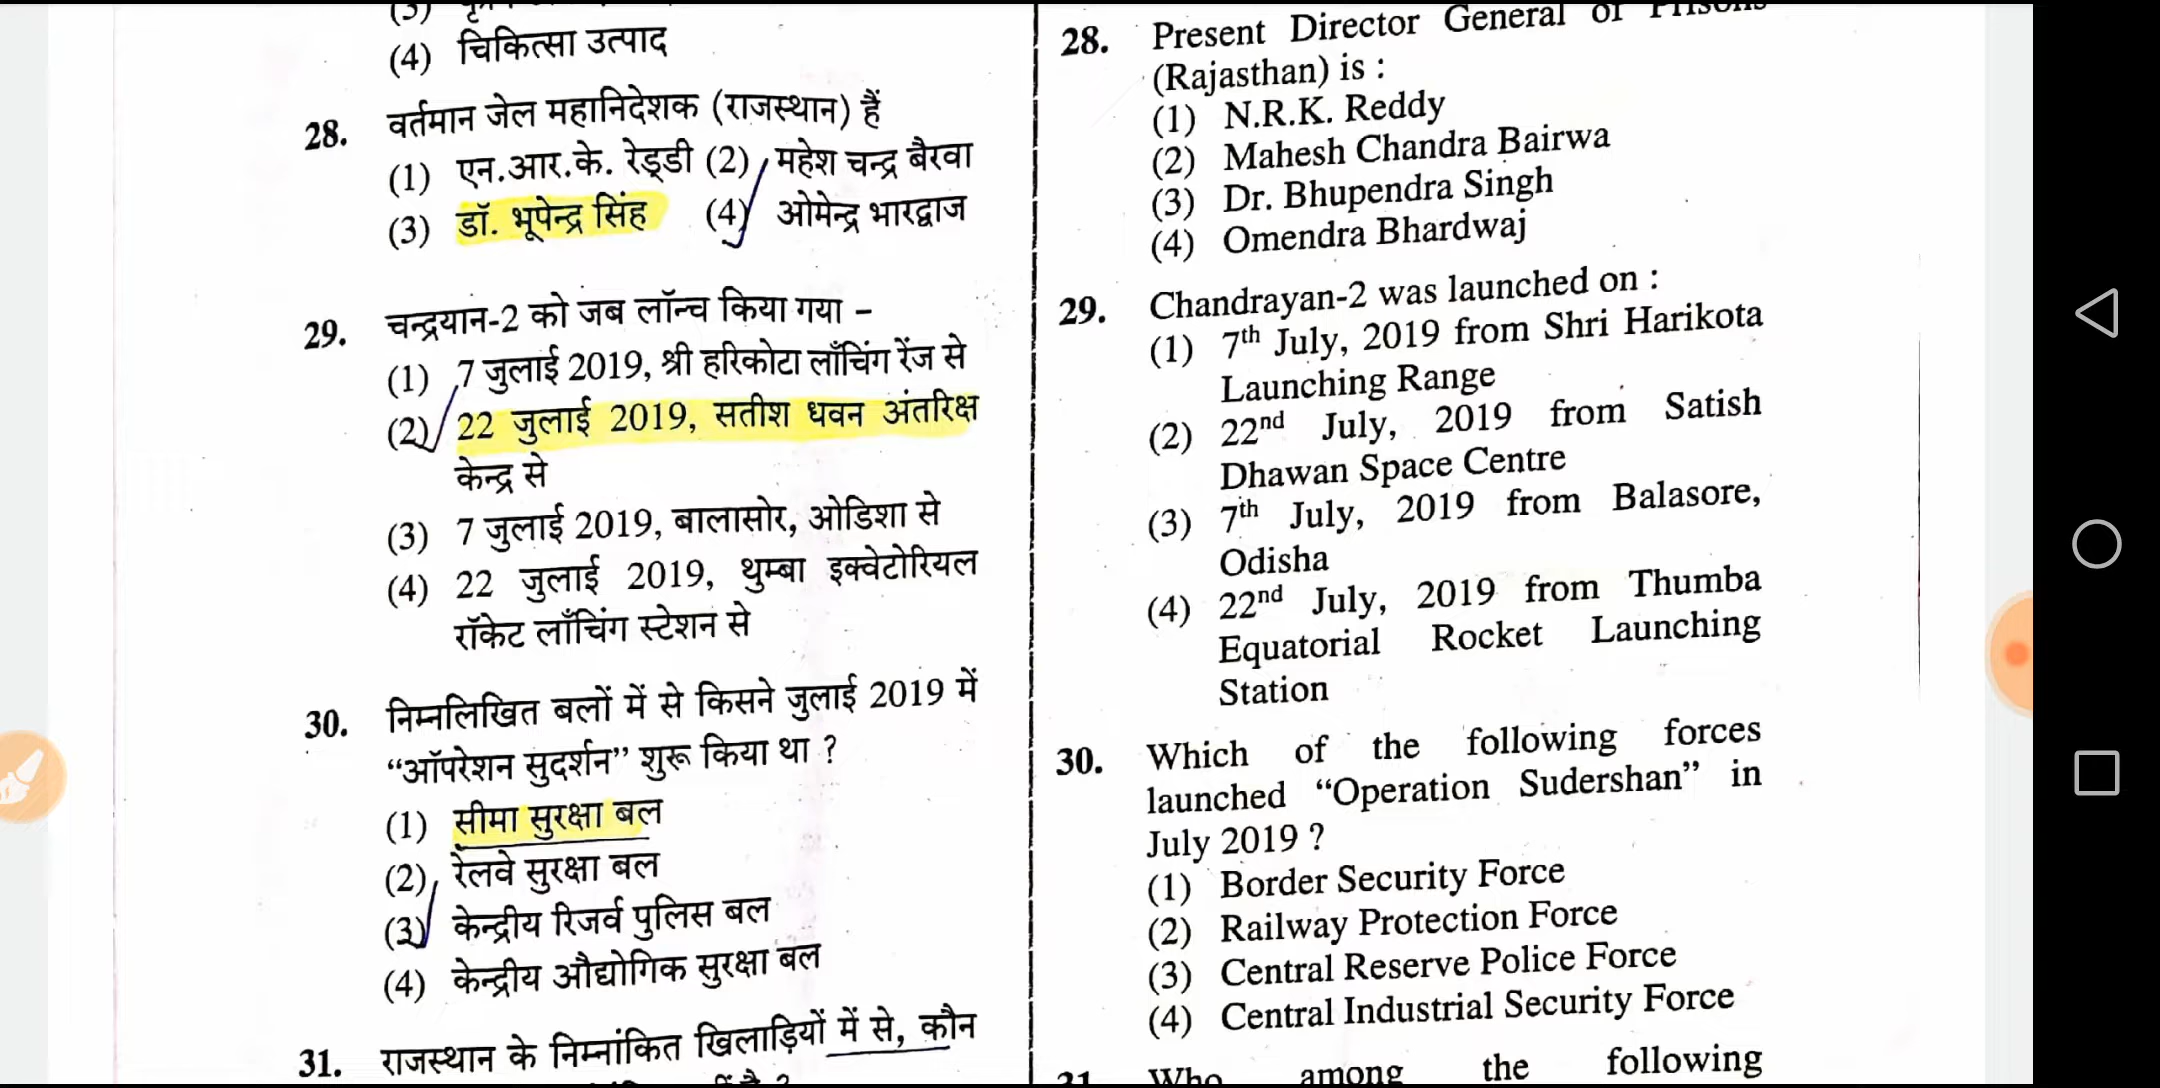 (4) चिकित्सा उत्पाद
28. वर्तमान जेल महानिदेशक (राजस्थान) हैं
(1) एन.आर.के. रेड्डी (2) महेश चन्द्र बैरवा
(3) डॉ. भूपेन्द्र सिंह (4) ओमेन्द्र भारद्वाज
29. चन्द्रयान-2 को जब लॉन्च किया गया –
(1) 7 जुलाई 2019, श्री हरिकोटा लाँचिंग रेंज से
(2) 22 जुलाई 2019, सतीश धवन अंतरिक्ष
केन्द्र से
(3) 7 जुलाई 2019, बालासोर, ओडिशा से
(4) 22 जुलाई 2019, थुम्बा इक्वेटोरियल
रॉकेट लाँचिंग स्टेशन से
30. निम्नलिखित बलों में से किसने जुलाई 2019 में
“ऑपरेशन सुदर्शन” शुरू किया था ?
(1) सीमा सुरक्षा बल
(2) रेलवे सुरक्षा बल
(3) केन्द्रीय रिजर्व पुलिस बल
(4) केन्द्रीय औद्योगिक सुरक्षा बल
31. राजस्थान के निम्नांकित खिलाड़ियों में से, कौन
28. Present Director General of Prisons
(Rajasthan) is :
(1) N.R.K. Reddy
(2) Mahesh Chandra Bairwa
(3) Dr. Bhupendra Singh
(4) Omendra Bhardwaj
29. Chandrayan-2 was launched on :
(1) 7th July, 2019 from Shri Harikota
Launching Range
(2) 22nd July, 2019 from Satish
Dhawan Space Centre
(3) 7th July, 2019 from Balasore,
Odisha
(4) 22nd July, 2019 from Thumba
Equatorial Rocket Launching
Station
30. Which of the following forces
launched “Operation Sudershan” in
July 2019 ?
(1) Border Security Force
(2) Railway Protection Force
(3) Central Reserve Police Force
(4) Central Industrial Security Force
31 Who among the following